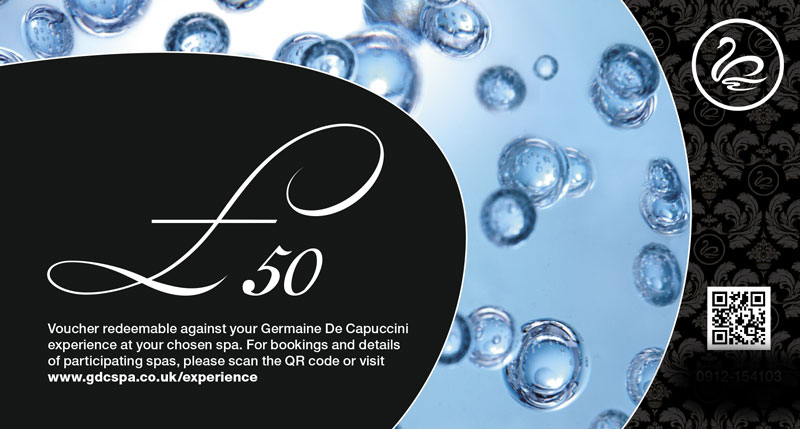 £50
Voucher redeemable against your Germaine De Capuccini
experience at your chosen spa. For bookings and details
of participating spas, please scan the QR code or visit
www.gdcspa.co.uk/experience
0912-154103